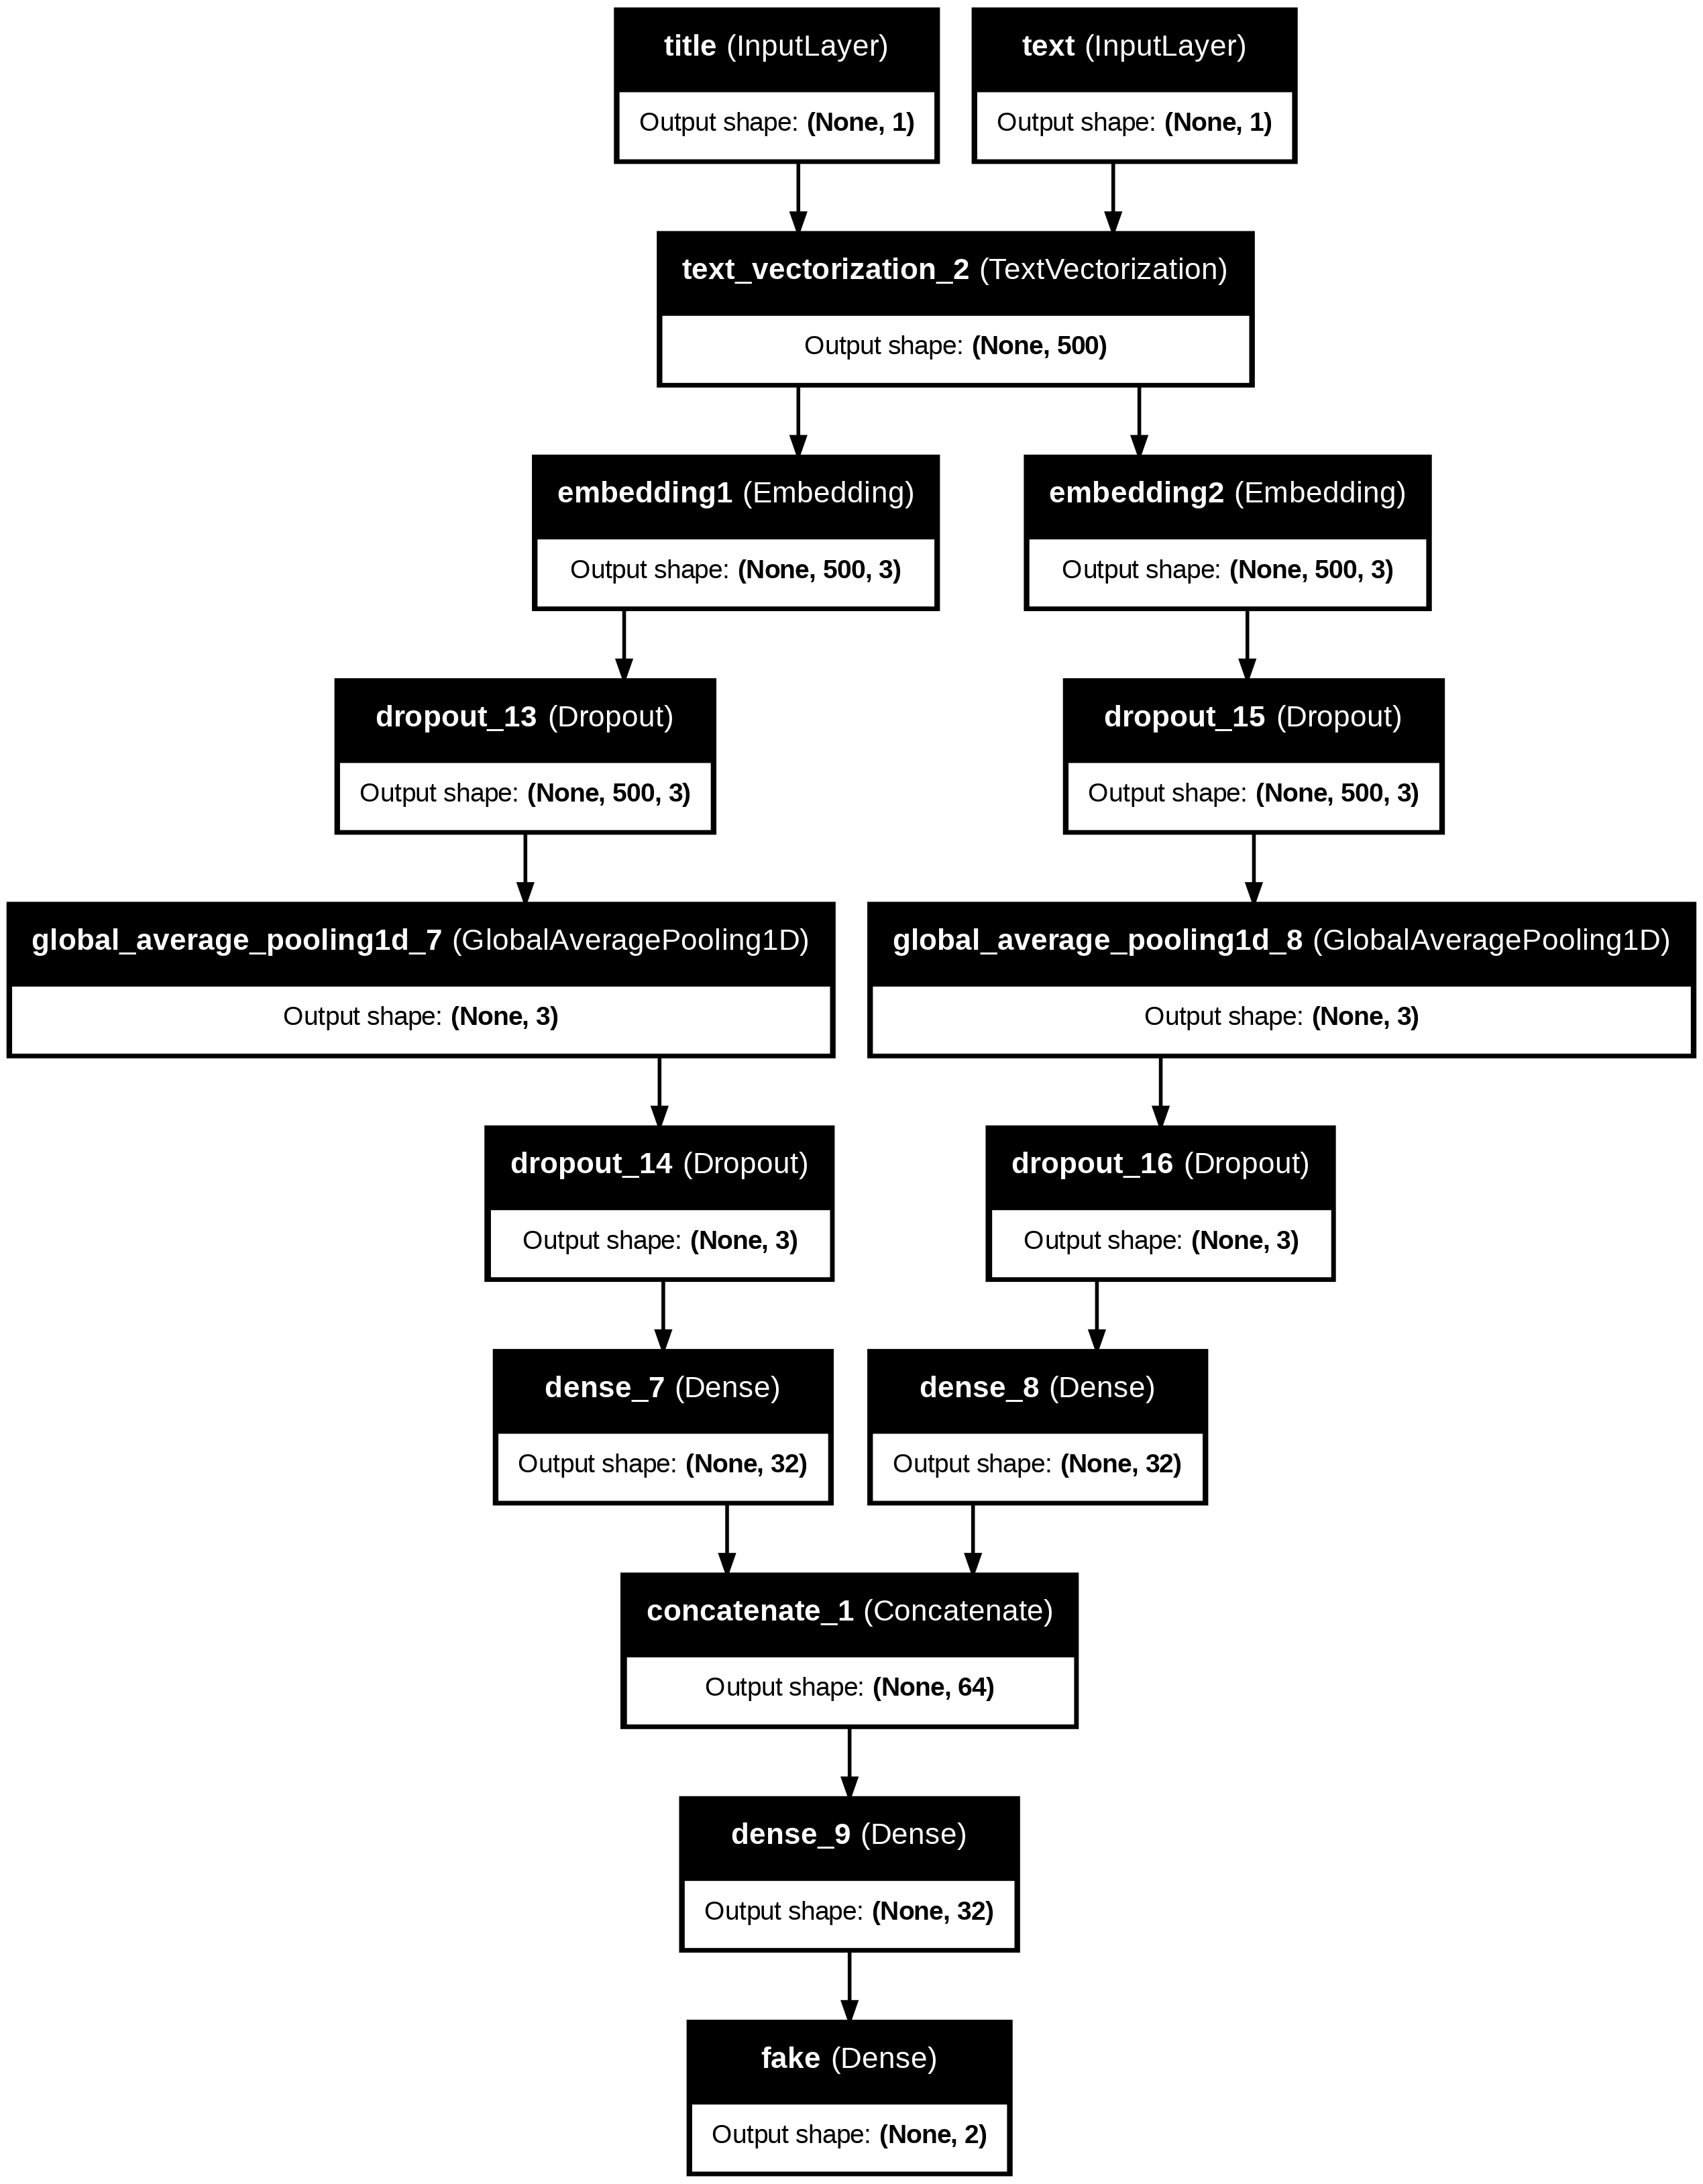 title (InputLayer)
Output shape: (None, 1)
text (InputLayer)
Output shape: (None, 1)
text_vectorization_2 (TextVectorization)
Output shape: (None, 500)
embedding1 (Embedding)
Output shape: (None, 500, 3)
embedding2 (Embedding)
Output shape: (None, 500, 3)
dropout_13 (Dropout)
Output shape: (None, 500, 3)
dropout_15 (Dropout)
Output shape: (None, 500, 3)
global_average_pooling1d_7 (GlobalAveragePooling1D)
Output shape: (None, 3)
global_average_pooling1d_8 (GlobalAveragePooling1D)
Output shape: (None, 3)
dropout_14 (Dropout)
Output shape: (None, 3)
dropout_16 (Dropout)
Output shape: (None, 3)
dense_7 (Dense)
Output shape: (None, 32)
dense_8 (Dense)
Output shape: (None, 32)
concatenate_1 (Concatenate)
Output shape: (None, 64)
dense_9 (Dense)
Output shape: (None, 32)
fake (Dense)
Output shape: (None, 2)